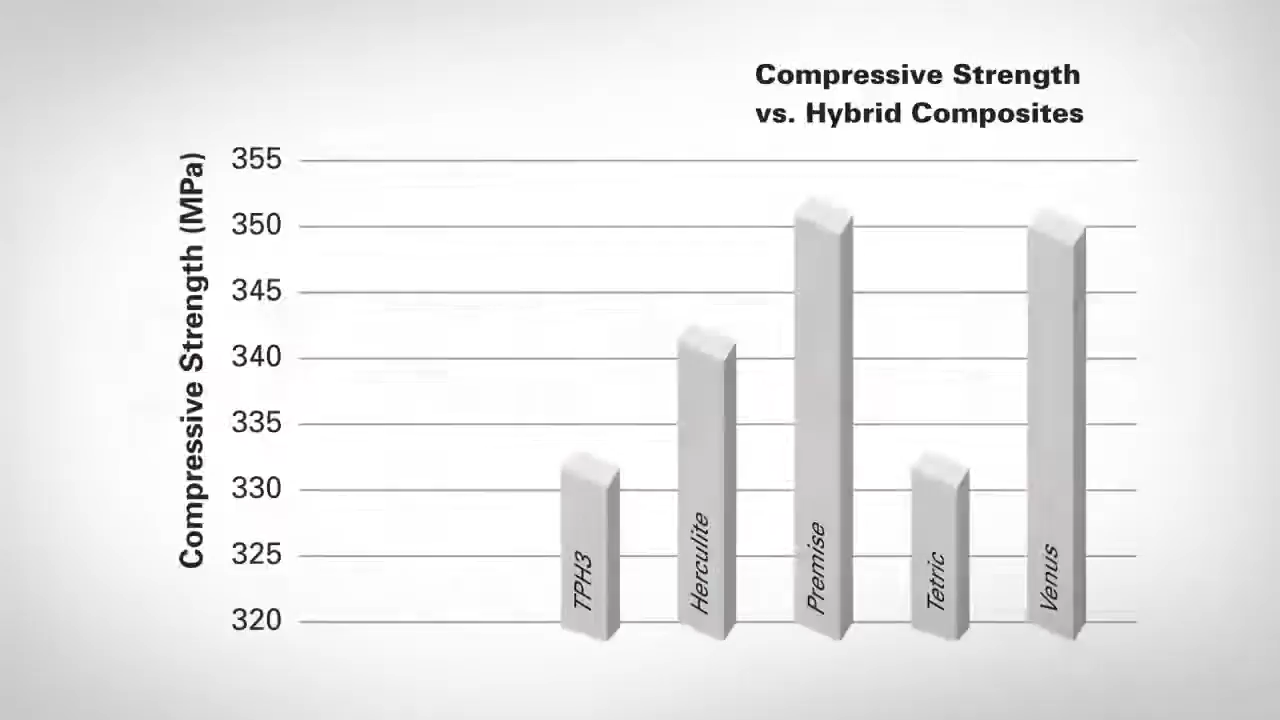 Compressive Strength
vs. Hybrid Composites
Compressive Strength (MPa)
355
350
345
340
335
330
325
320
TPH3
Herculite
Premise
Tetric
Venus